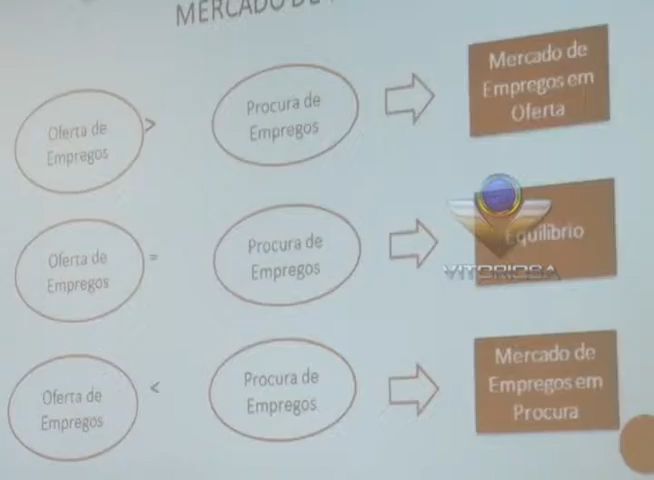 MERCADO DE
Oferta de
Empregos
>
Procura de
Empregos
Mercado de
Empregos em
Oferta
Oferta de
Empregos
=
Procura de
Empregos
Equilibrio
VITORIOSA
Oferta de
Empregos
<
Procura de
Empregos
Mercado de
Empregos em
Procura